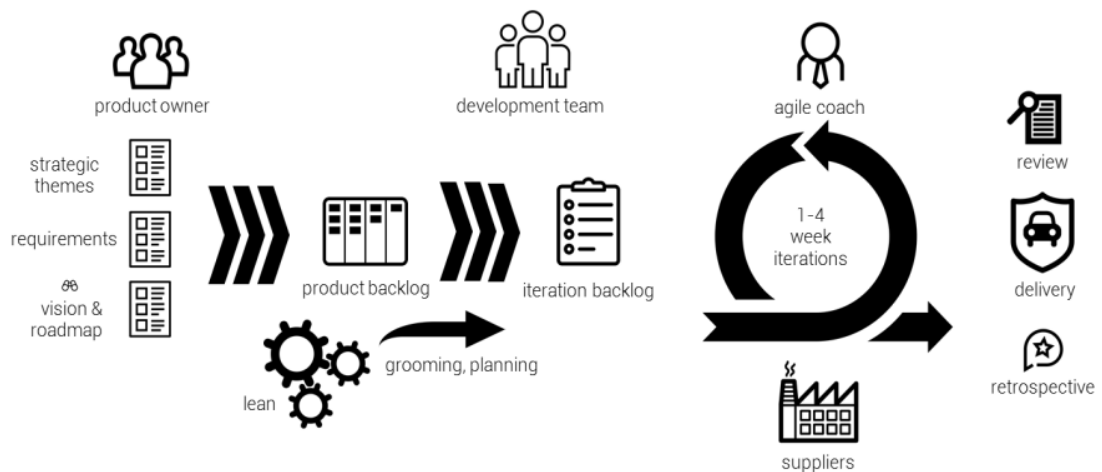 product owner
development team
agile coach
strategic
themes
requirements
vision &
roadmap
product backlog
iteration backlog
1-4
week
iterations
review
delivery
retrospective
lean
grooming, planning
suppliers